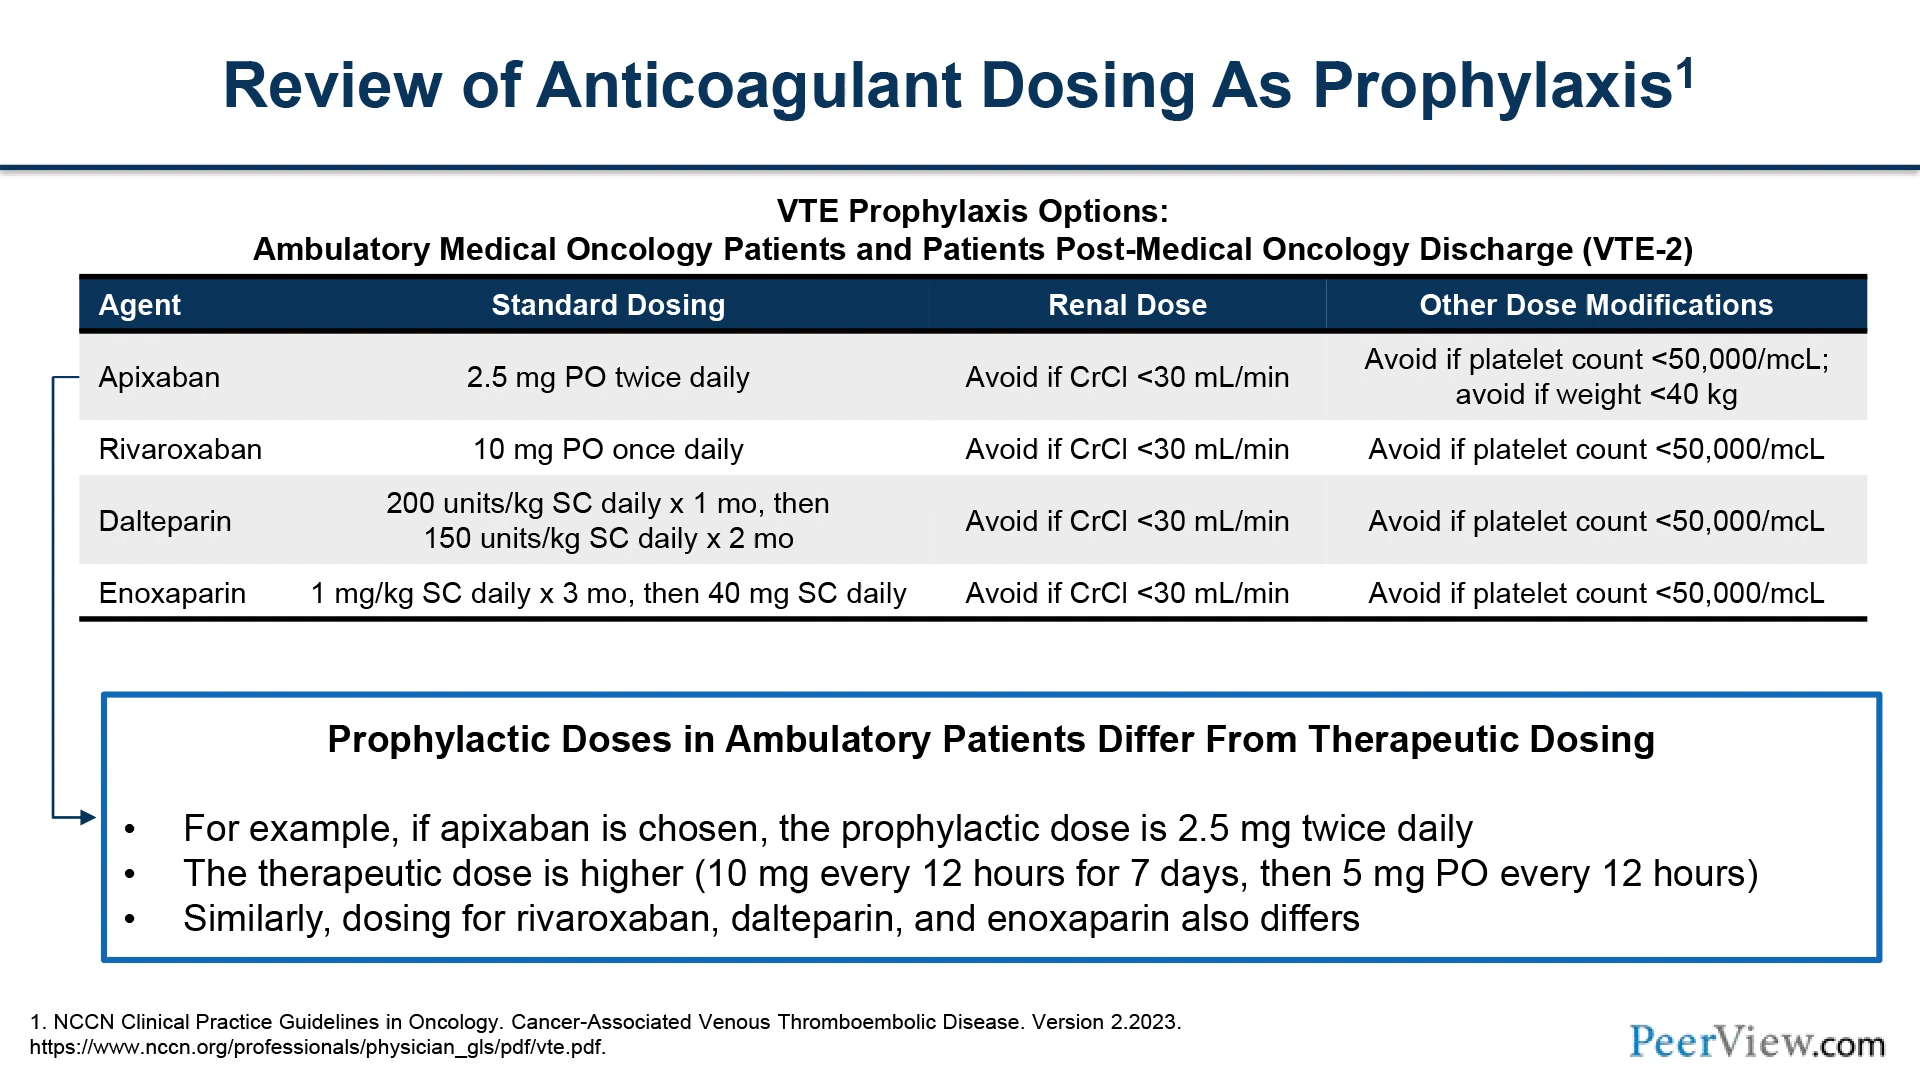 Review of Anticoagulant Dosing As Prophylaxis¹
VTE Prophylaxis Options:
Ambulatory Medical Oncology Patients and Patients Post-Medical Oncology Discharge (VTE-2)
Agent Standard Dosing Renal Dose Other Dose Modifications
Apixaban 2.5 mg PO twice daily Avoid if CrCl <30 mL/min Avoid if platelet count <50,000/mcL;
avoid if weight <40 kg
Rivaroxaban 10 mg PO once daily Avoid if CrCl <30 mL/min Avoid if platelet count <50,000/mcL
Dalteparin 200 units/kg SC daily x 1 mo, then
150 units/kg SC daily x 2 mo Avoid if CrCl <30 mL/min Avoid if platelet count <50,000/mcL
Enoxaparin 1 mg/kg SC daily x 3 mo, then 40 mg SC daily Avoid if CrCl <30 mL/min Avoid if platelet count <50,000/mcL
Prophylactic Doses in Ambulatory Patients Differ From Therapeutic Dosing
• For example, if apixaban is chosen, the prophylactic dose is 2.5 mg twice daily
• The therapeutic dose is higher (10 mg every 12 hours for 7 days, then 5 mg PO every 12 hours)
• Similarly, dosing for rivaroxaban, dalteparin, and enoxaparin also differs
1. NCCN Clinical Practice Guidelines in Oncology. Cancer-Associated Venous Thromboembolic Disease. Version 2.2023.
https://www.nccn.org/professionals/physician_gls/pdf/vte.pdf.
PeerView.com